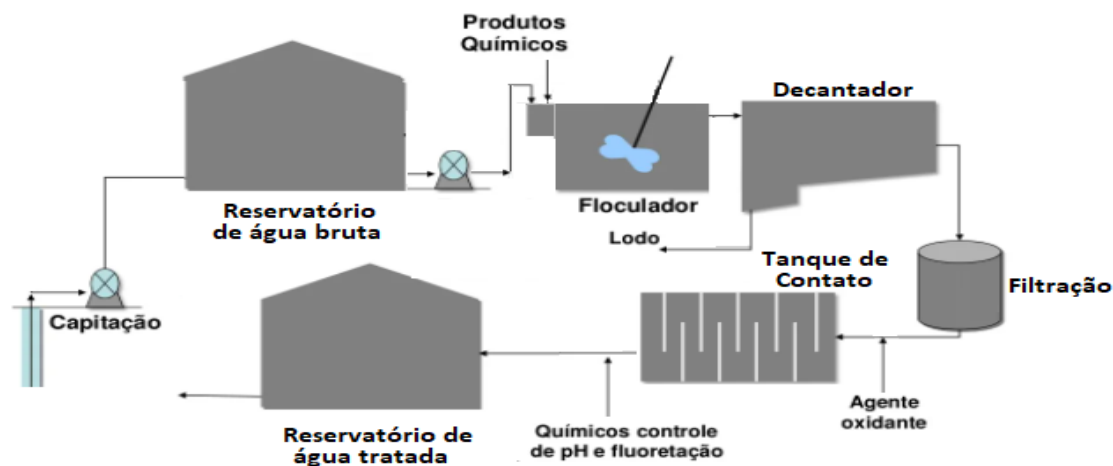 Produtos
Químicos
Decantador
Reservatório
de água bruta
Floculador
Lodo
Capitação
Tanque de
Contato
Filtração
Agente
oxidante
Químicos controle
de pH e fluoretação
Reservatório de
água tratada